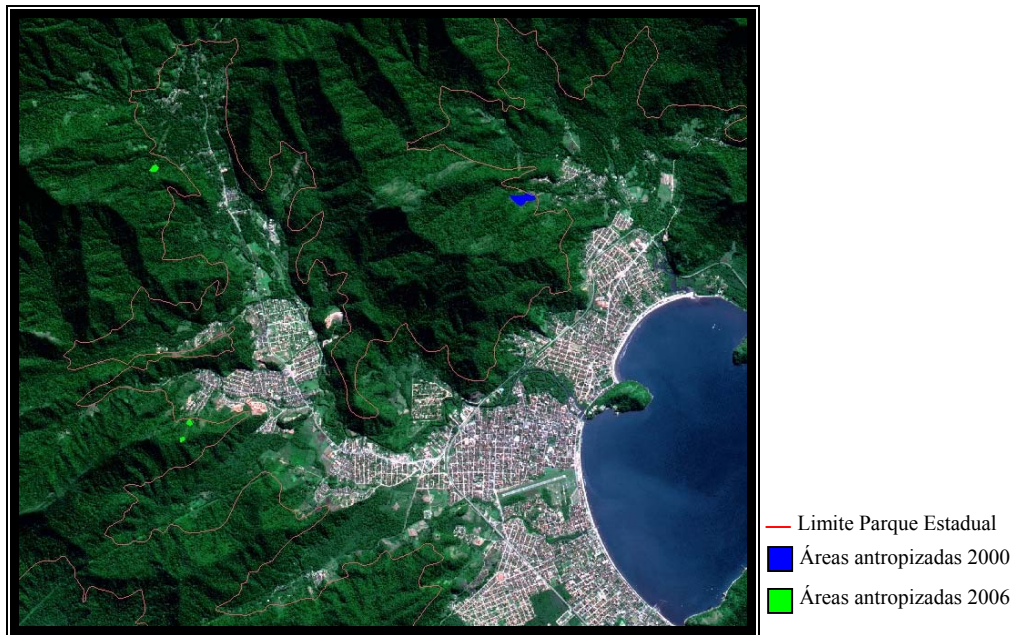 Limite Parque Estadual
Áreas antropizadas 2000
Áreas antropizadas 2006